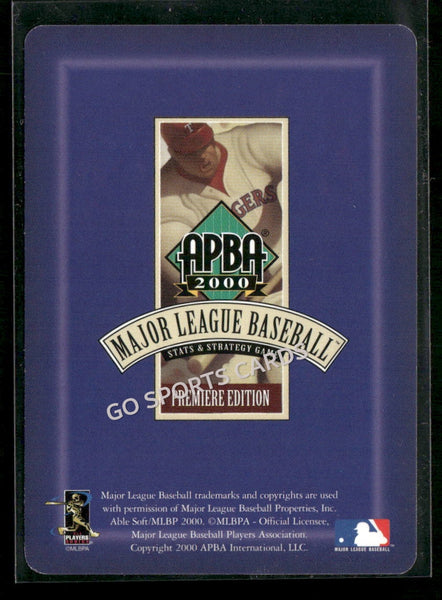 T
GERS
APBA®
2000
MAJOR LEAGUE BASEBALL™
STATS & STRATEGY GAME
GO SPORTS CARDS
PREMIERE EDITION
Major League Baseball trademarks and copyrights are used
with permission of Major League Baseball Properties, Inc.
Able Soft/MLBP 2000. ©MLBPA - Official Licensee,
Major League Baseball Players Association.
Copyright 2000 APBA International, LLC.
PLAYERS
©MLBPA
MAJOR LEAGUE BASEBALL